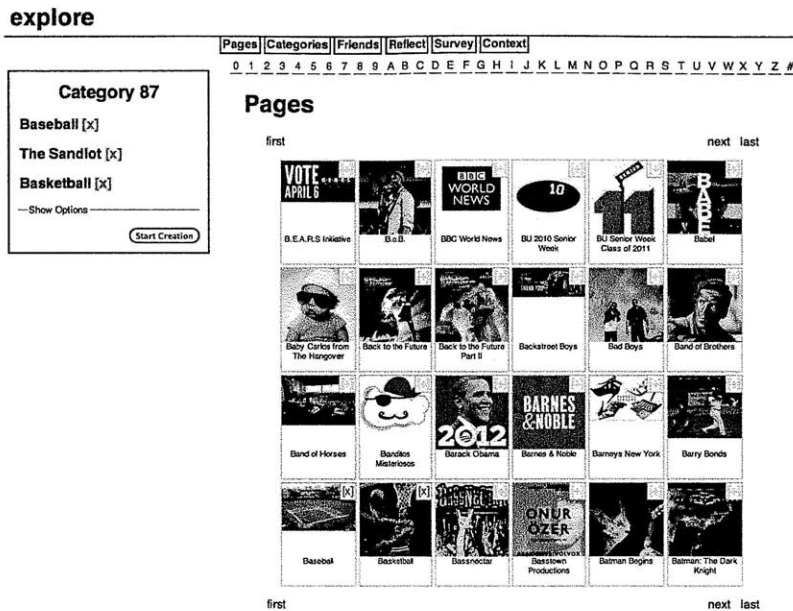 explore
Pages Categories Friends Reflect Survey Context
0 1 2 3 4 5 6 7 8 9 A B C D E F G H I J K L M N O P Q R S T U V W X Y Z #
Category 87
Baseball [x]
The Sandlot [x]
Basketball [x]
Show Options
Start Creation
Pages
first
next last
VOTE
APRIL 6
BBC
WORLD
NEWS
10
SENIOR
11
BABEL
B.E.A.R.S Initiative
B.o.B.
BBC World News
BU 2010 Senior
Week
BU Senior Week
Class of 2011
Babel
Baby Carlos from
The Hangover
Back to the Future
Back to the Future
Part II
Backstreet Boys
Bad Boys
Band of Brothers
2012
BARNES
&NOBLE
Band of Horses
Banditos
Misteriosos
Barack Obama
Barnes & Noble
Barneys New York
Barry Bonds
[x]
[x]
BASSNECTAR
ONUR
OZER
Baseball
Basketball
Bassnectar
Basstown
Productions
Batman Begins
Batman: The Dark
Knight
first
next last